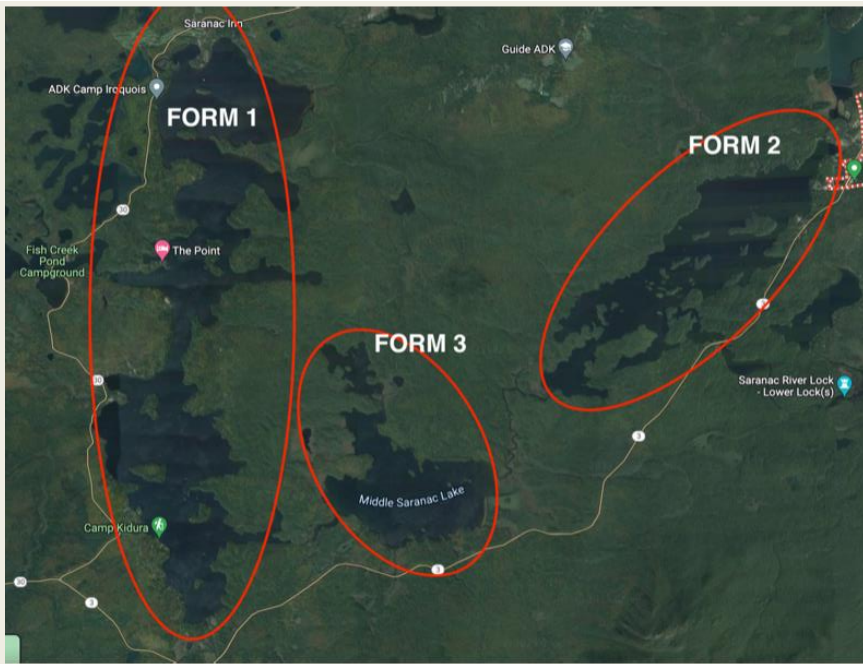 Saranac Inn
Guide ADK
ADK Camp Iroquois
FORM 1
FORM 2
30
The Point
Fish Creek
Pond
Campground
3
FORM 3
30
Saranac River Lock
- Lower Lock(s)
3
Middle Saranac Lake
Camp Kidura
3
30
3